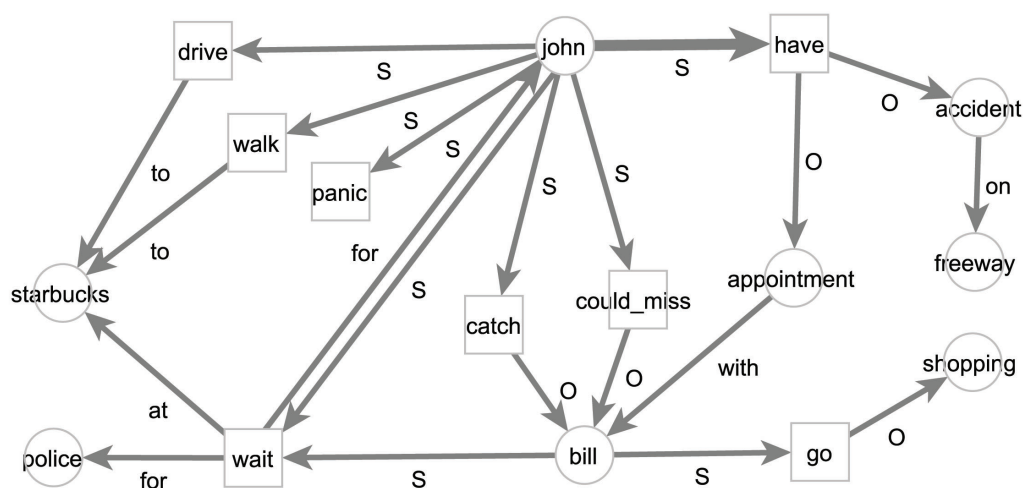 drive
john
have
S
S
O
accident
S
walk
S
panic
S
S
O
on
to
to
for
S
starbucks
catch
could_miss
appointment
freeway
O
O
with
shopping
at
police
for
wait
S
bill
S
go
O